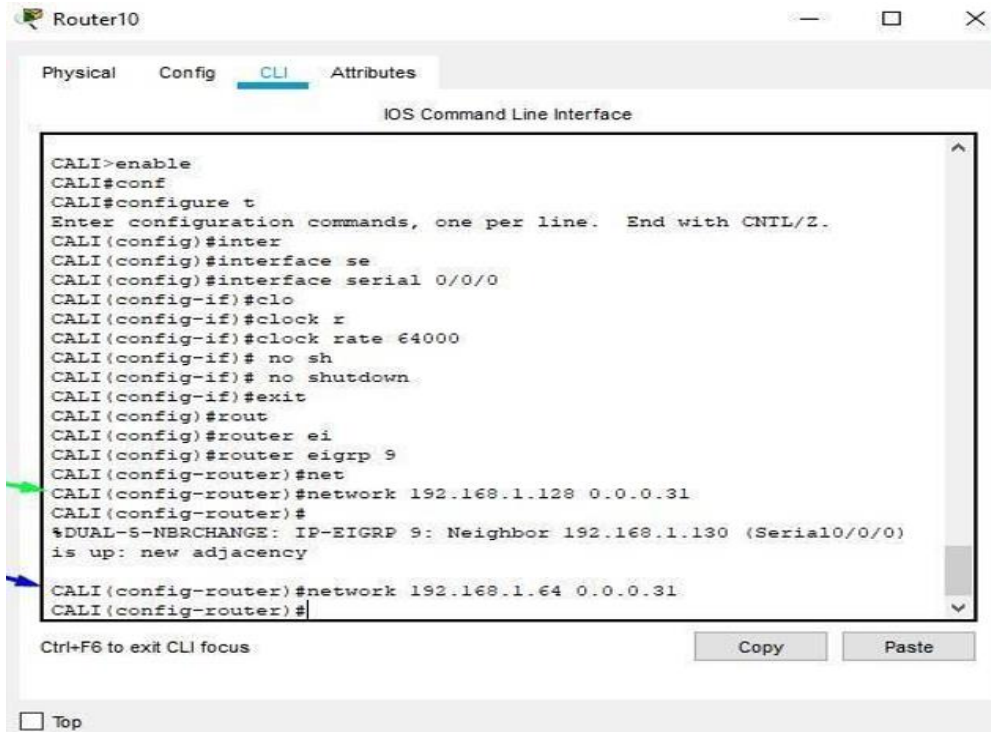 Router10
Physical Config CLI Attributes
IOS Command Line Interface
CALI>enable
CALI#conf
CALI#configure t
Enter configuration commands, one per line.  End with CNTL/Z.
CALI(config)#inter
CALI(config)#interface se
CALI(config)#interface serial 0/0/0
CALI(config-if)#clo
CALI(config-if)#clock r
CALI(config-if)#clock rate 64000
CALI(config-if)# no sh
CALI(config-if)# no shutdown
CALI(config-if)#exit
CALI(config)#rout
CALI(config)#router ei
CALI(config)#router eigrp 9
CALI(config-router)#net
CALI(config-router)#network 192.168.1.128 0.0.0.31
CALI(config-router)#
%DUAL-5-NBRCHANGE: IP-EIGRP 9: Neighbor 192.168.1.130 (Serial0/0/0)
is up: new adjacency
CALI(config-router)#network 192.168.1.64 0.0.0.31
CALI(config-router)#
Ctrl+F6 to exit CLI focus
Copy Paste
Top